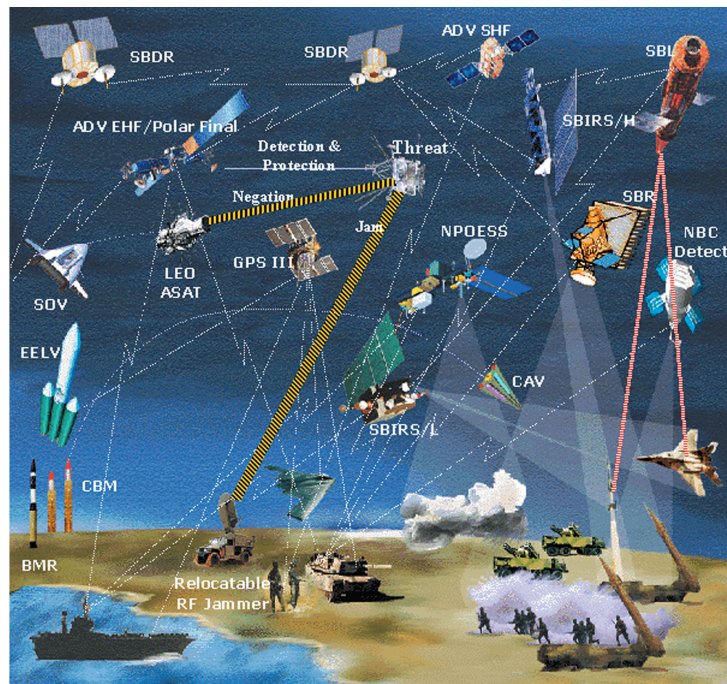 SBDR
SBDR
ADV SHF
SBL
SBIRS/H
ADV EHF/Polar Final
Detection &
Protection
Threat
Negation
Jam
SBR
NBC
Detect
NPOESS
GPS III
LEO
ASAT
SOV
EELV
CAV
SBIRS/L
CBM
BMR
Relocatable
RF Jammer